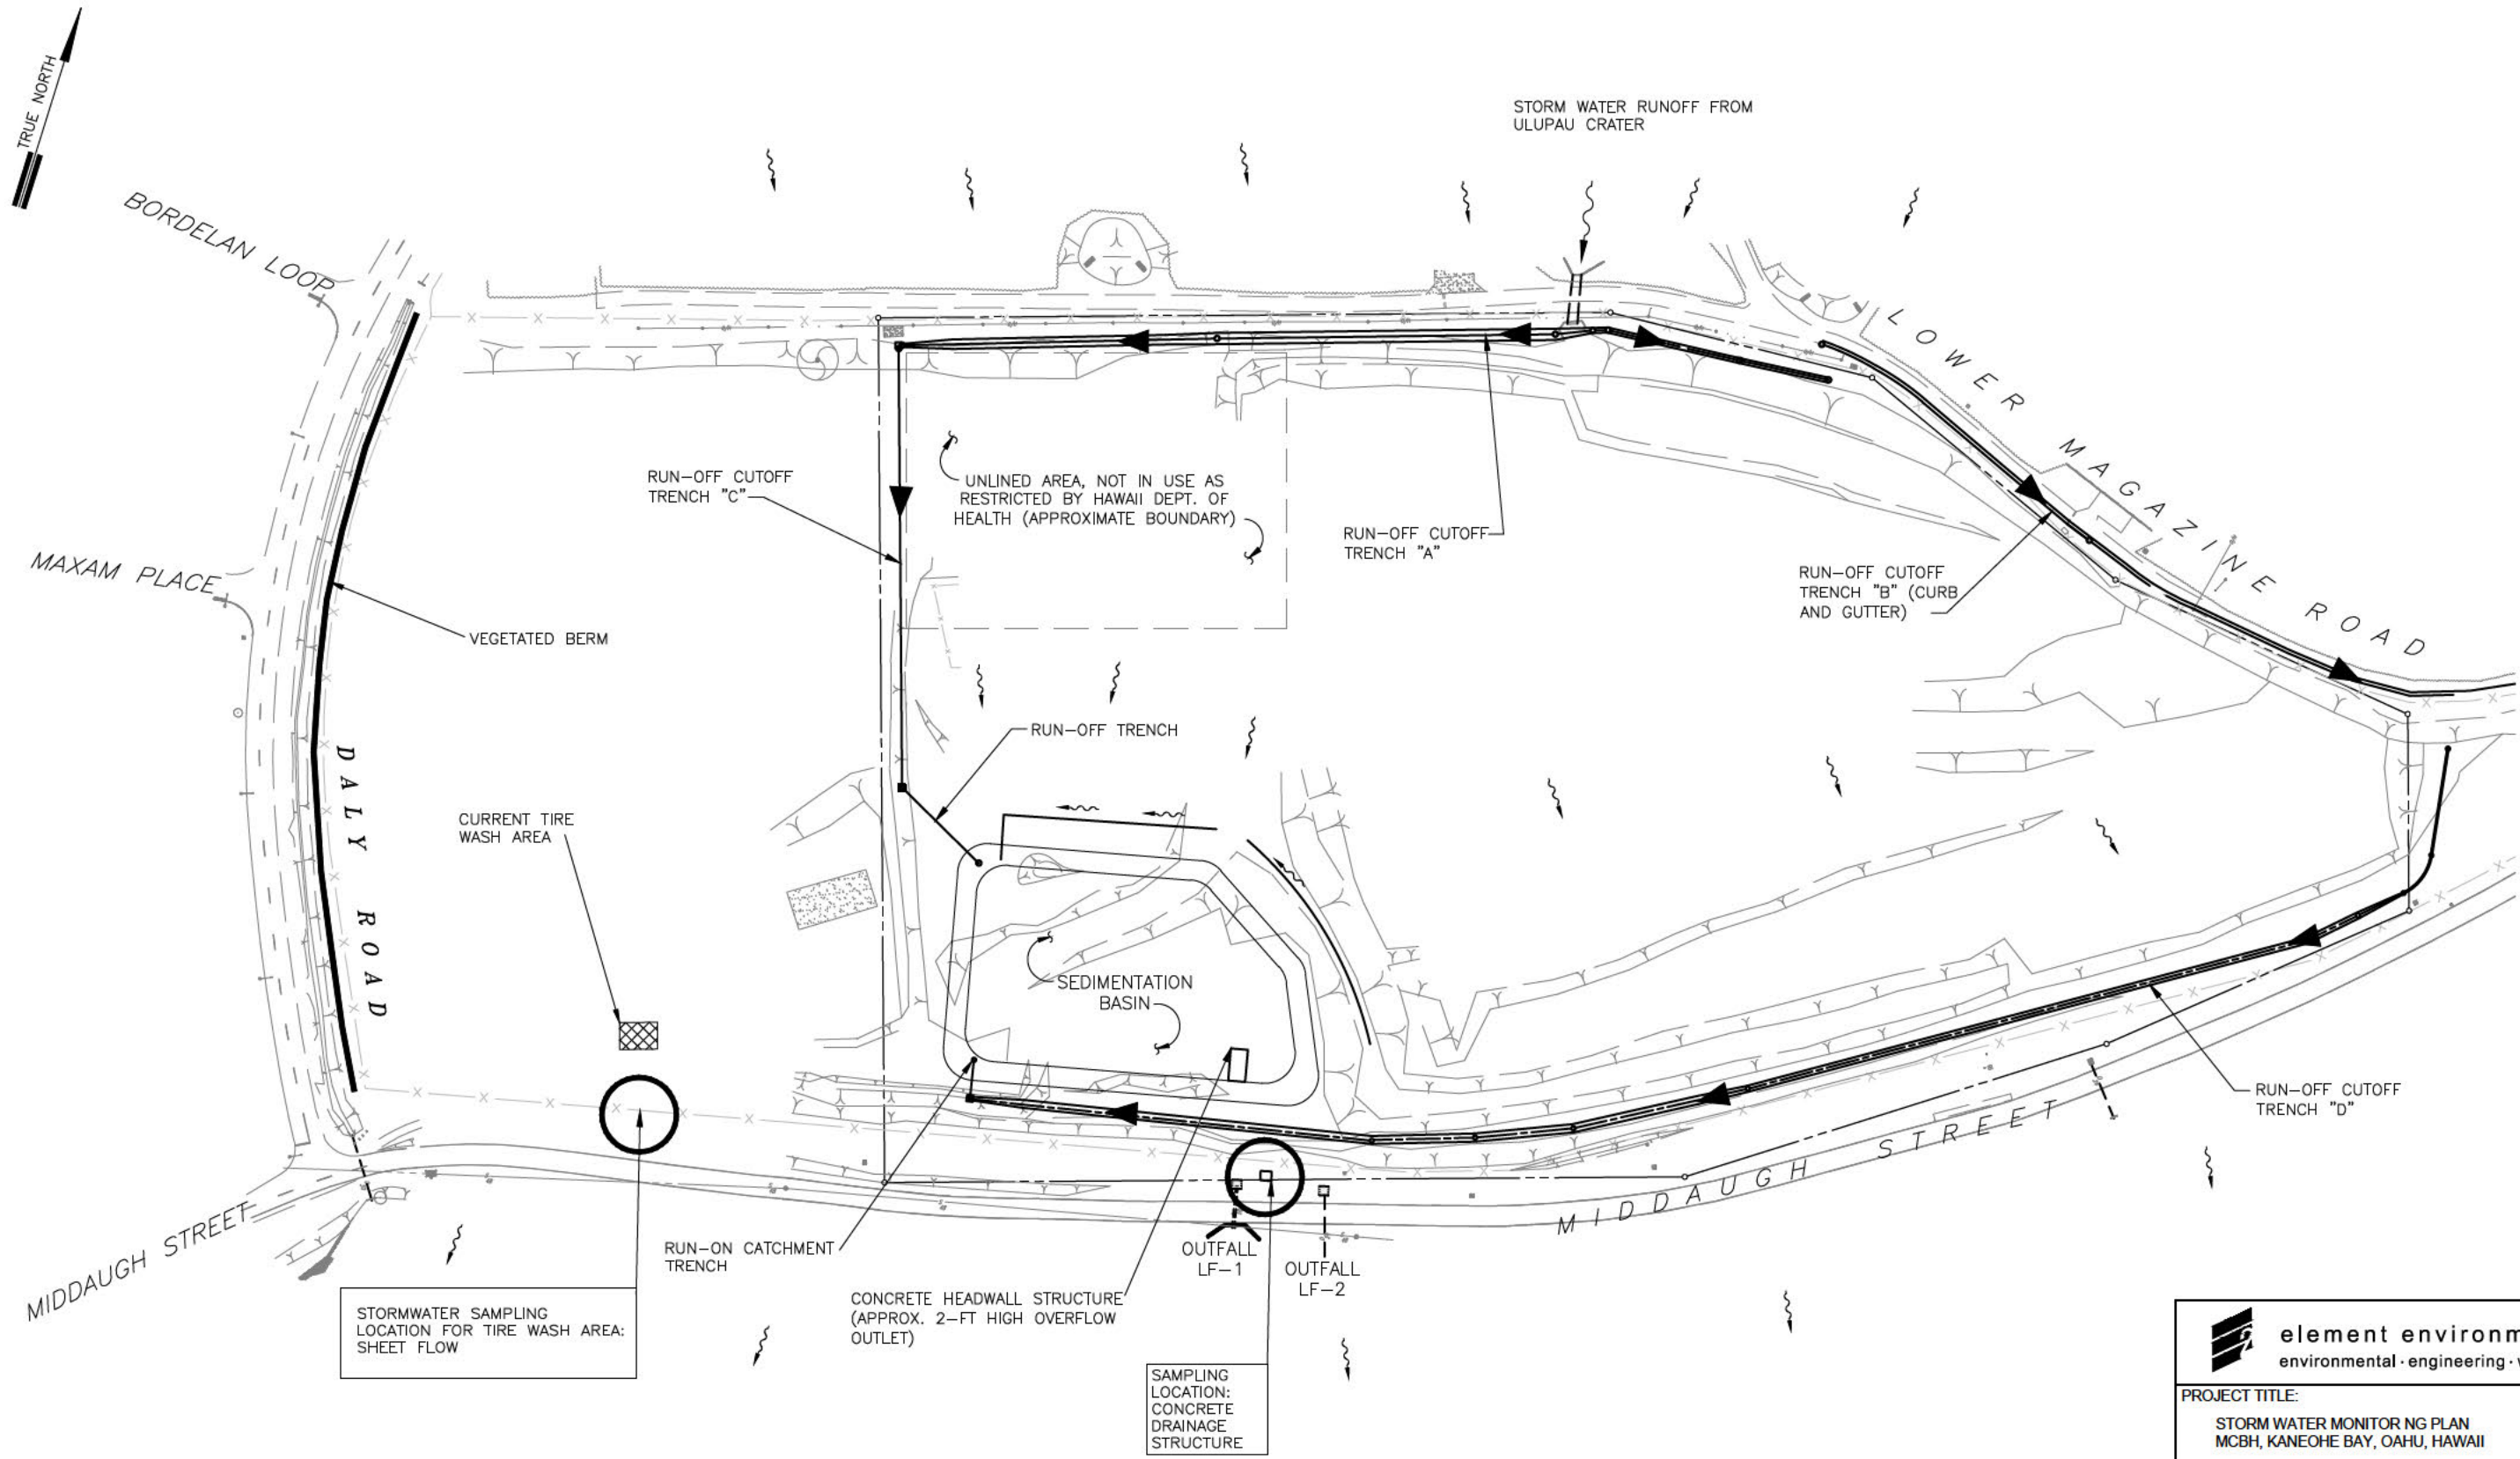 TRUE NORTH
STORM WATER RUNOFF FROM
ULUPAU CRATER
BORDELAN LOOP
LOWER MAGAZINE ROAD
RUN-OFF CUTOFF
TRENCH "C"
UNLINED AREA, NOT IN USE AS
RESTRICTED BY HAWAII DEPT. OF
HEALTH (APPROXIMATE BOUNDARY)
RUN-OFF CUTOFF
TRENCH "A"
RUN-OFF CUTOFF
TRENCH "B" (CURB
AND GUTTER)
MAXAM PLACE
VEGETATED BERM
RUN-OFF TRENCH
DALY ROAD
CURRENT TIRE
WASH AREA
SEDIMENTATION
BASIN
RUN-OFF CUTOFF
TRENCH "D"
MIDDAUGH STREET
MIDDAUGH STREET
RUN-ON CATCHMENT
TRENCH
OUTFALL
LF-1
OUTFALL
LF-2
CONCRETE HEADWALL STRUCTURE
(APPROX. 2-FT HIGH OVERFLOW
OUTLET)
STORMWATER SAMPLING
LOCATION FOR TIRE WASH AREA:
SHEET FLOW
SAMPLING
LOCATION:
CONCRETE
DRAINAGE
STRUCTURE
element environm
environmental · engineering ·
PROJECT TITLE:
STORM WATER MONITOR NG PLAN
MCBH, KANEOHE BAY, OAHU, HAWAII